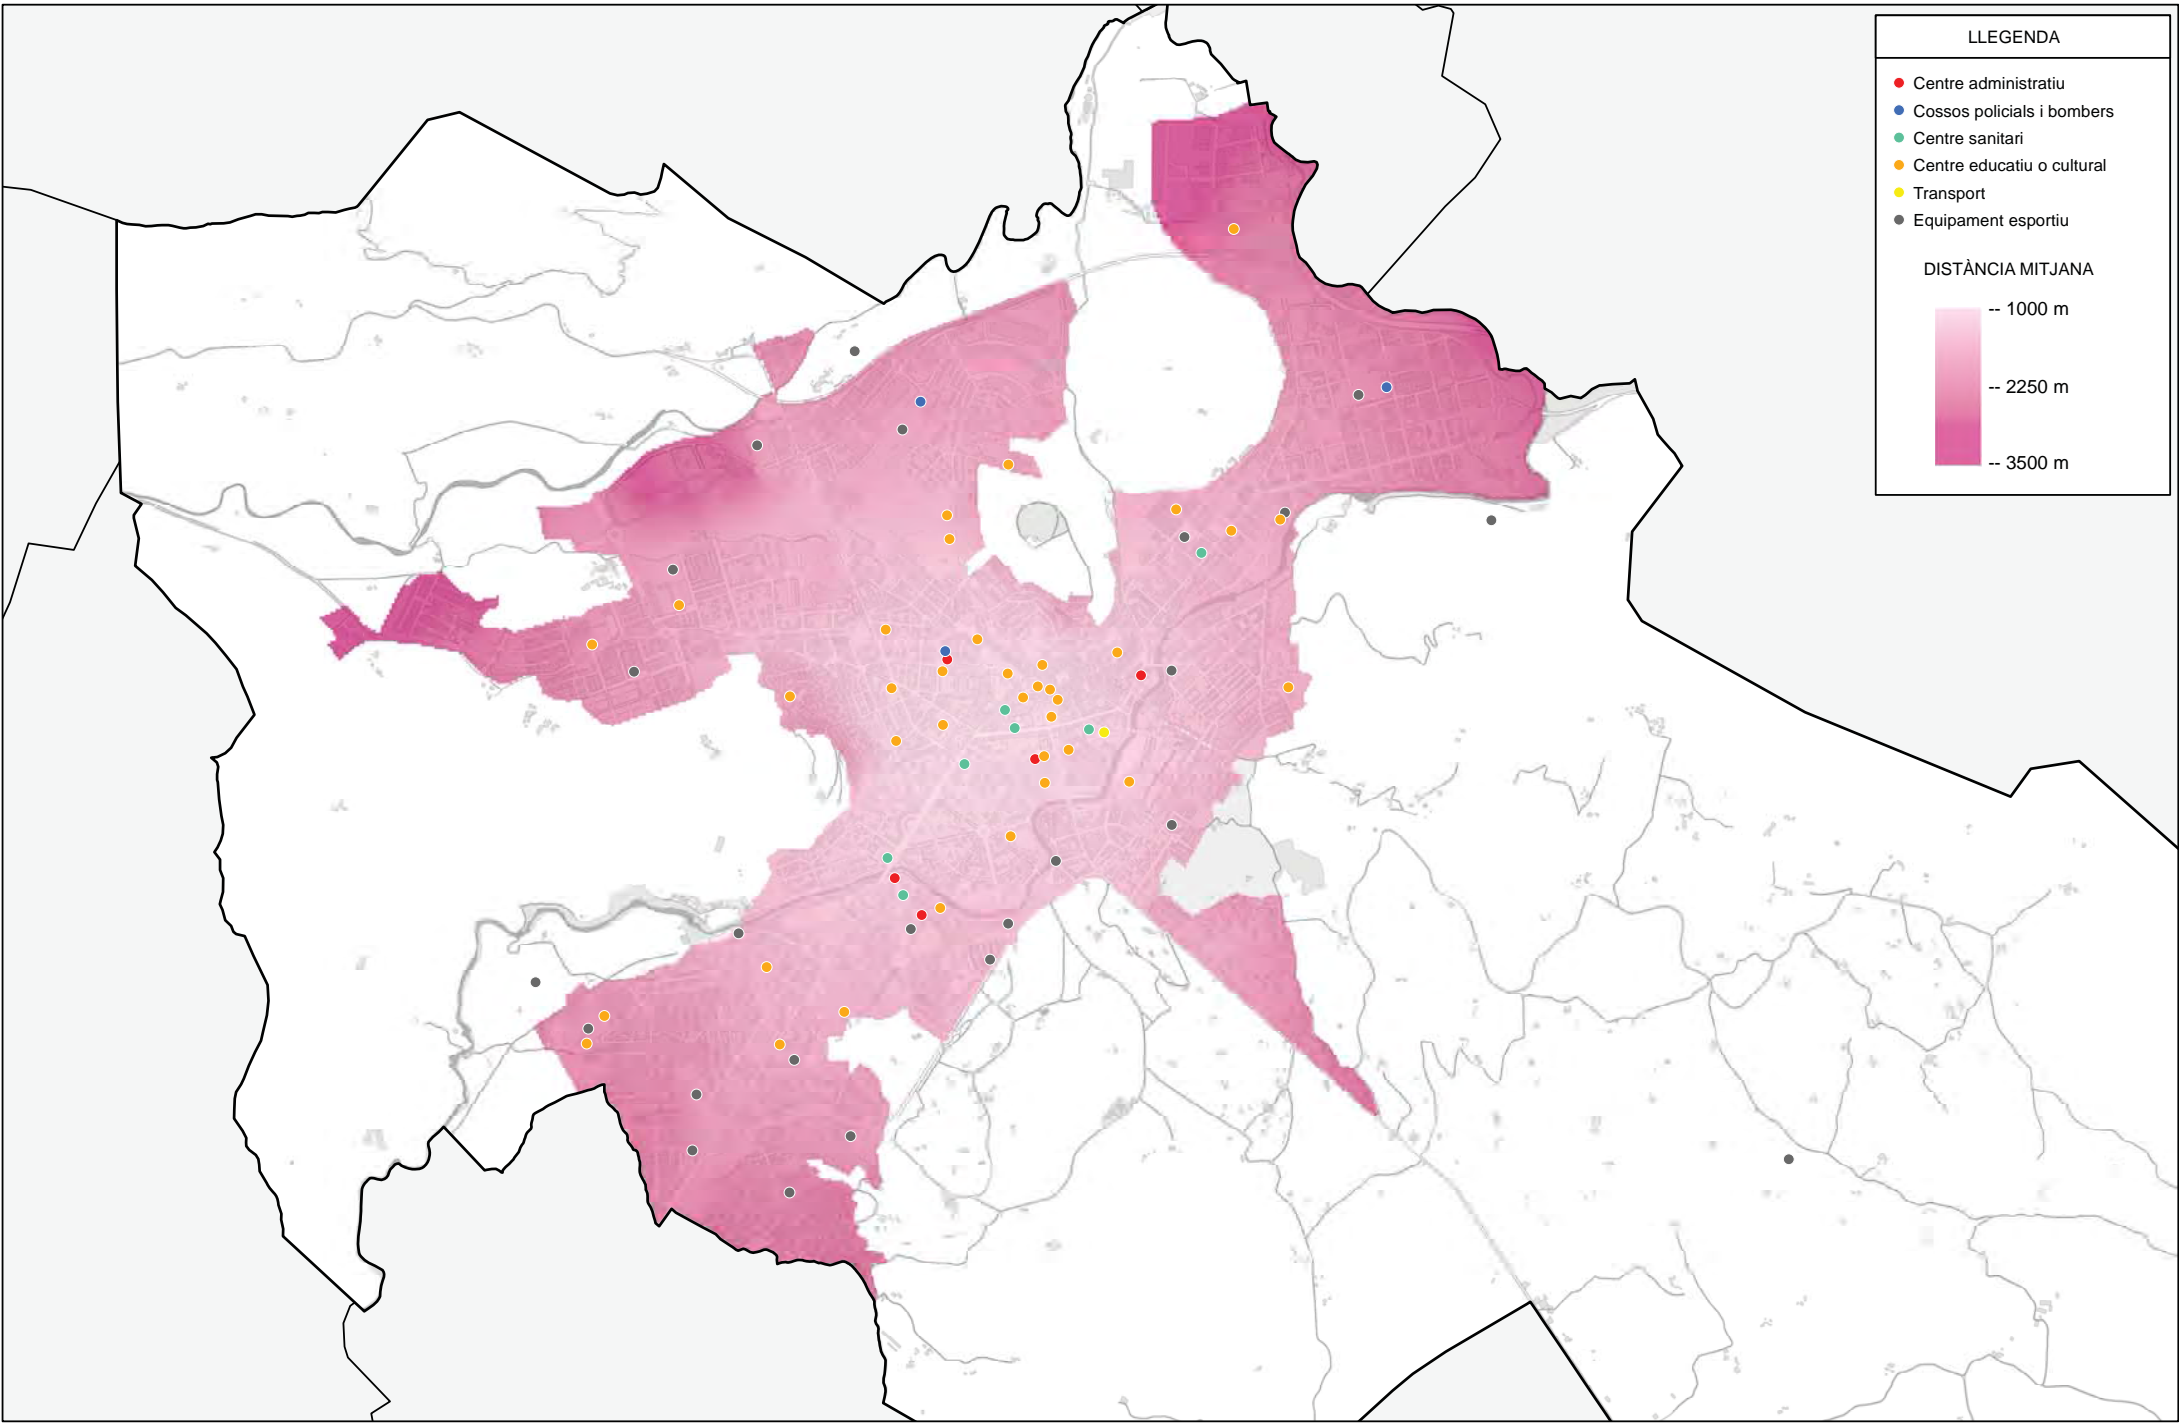 LLEGENDA
Centre administratiu
Cossos policials i bombers
Centre sanitari
Centre educatiu o cultural
Transport
Equipament esportiu
DISTÀNCIA MITJANA
-- 1000 m
-- 2250 m
-- 3500 m